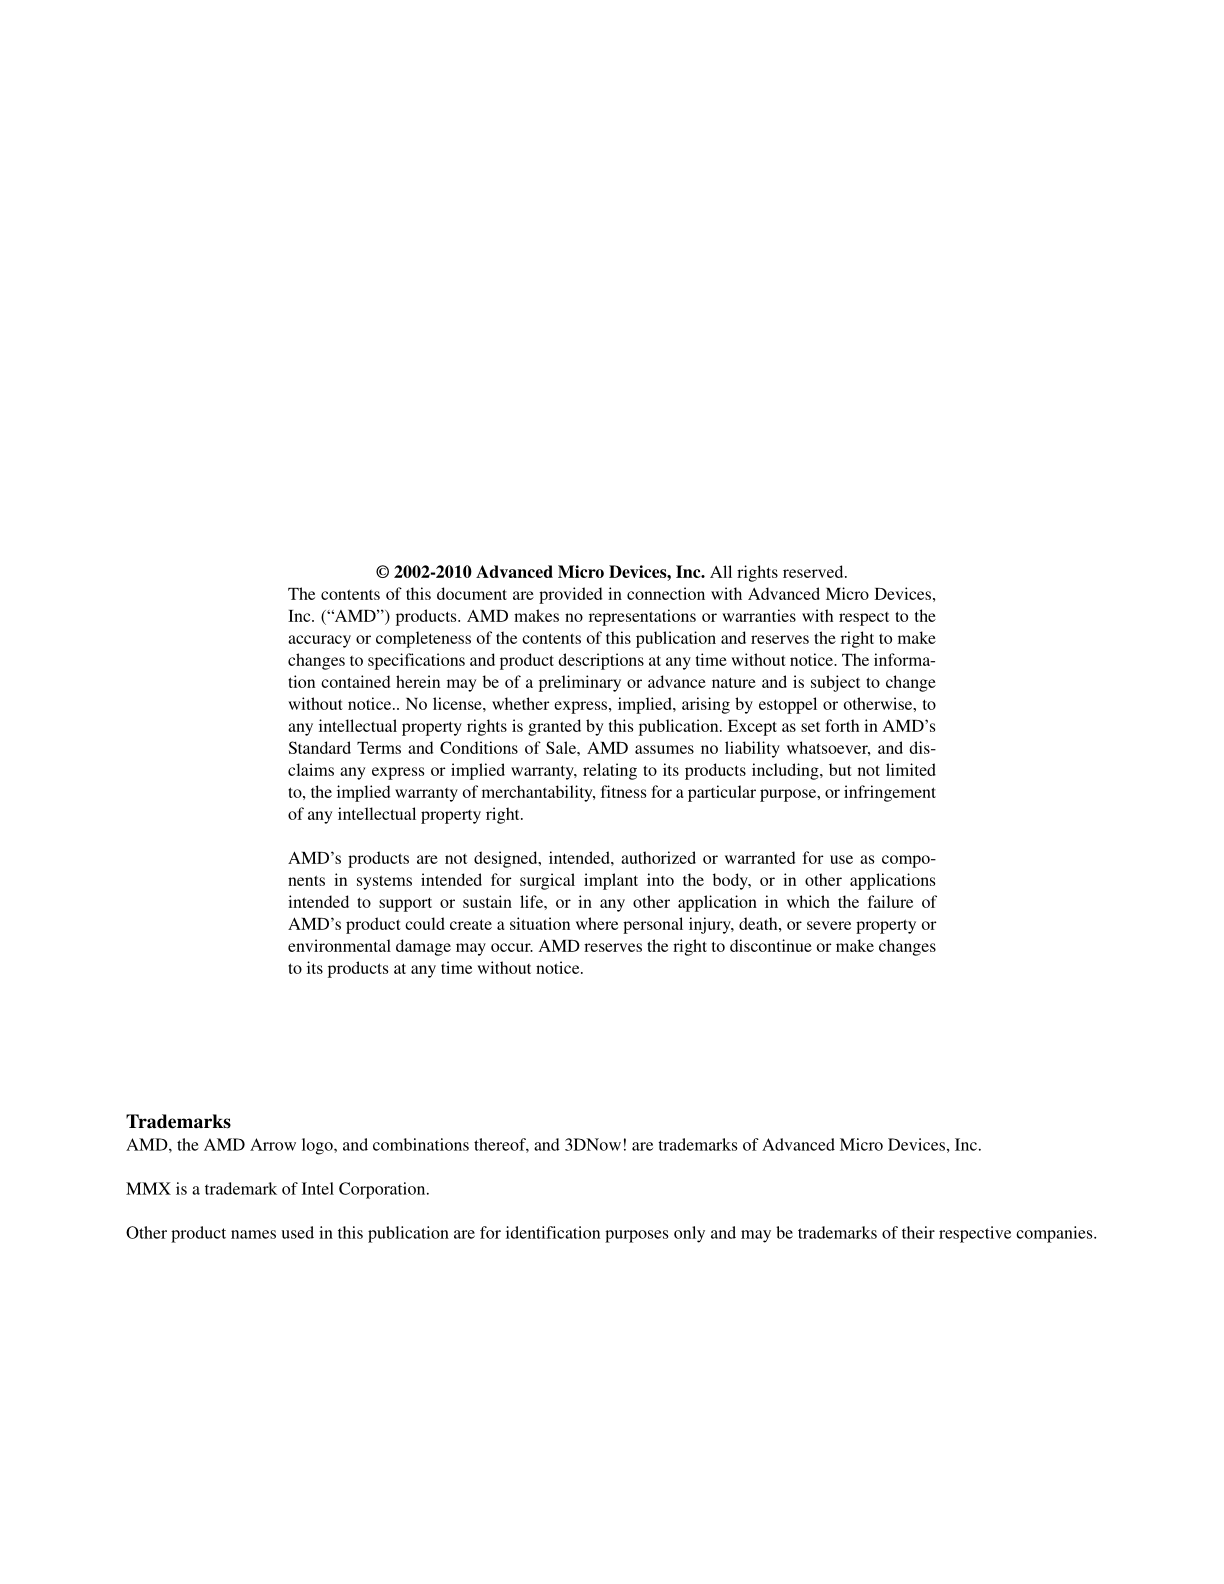 © 2002-2010 Advanced Micro Devices, Inc. All rights reserved.
The contents of this document are provided in connection with Advanced Micro Devices,
Inc. (“AMD”) products. AMD makes no representations or warranties with respect to the
accuracy or completeness of the contents of this publication and reserves the right to make
changes to specifications and product descriptions at any time without notice. The informa-
tion contained herein may be of a preliminary or advance nature and is subject to change
without notice.. No license, whether express, implied, arising by estoppel or otherwise, to
any intellectual property rights is granted by this publication. Except as set forth in AMD’s
Standard Terms and Conditions of Sale, AMD assumes no liability whatsoever, and dis-
claims any express or implied warranty, relating to its products including, but not limited
to, the implied warranty of merchantability, fitness for a particular purpose, or infringement
of any intellectual property right.
AMD’s products are not designed, intended, authorized or warranted for use as compo-
nents in systems intended for surgical implant into the body, or in other applications
intended to support or sustain life, or in any other application in which the failure of
AMD’s product could create a situation where personal injury, death, or severe property or
environmental damage may occur. AMD reserves the right to discontinue or make changes
to its products at any time without notice.
Trademarks
AMD, the AMD Arrow logo, and combinations thereof, and 3DNow! are trademarks of Advanced Micro Devices, Inc.
MMX is a trademark of Intel Corporation.
Other product names used in this publication are for identification purposes only and may be trademarks of their respective companies.